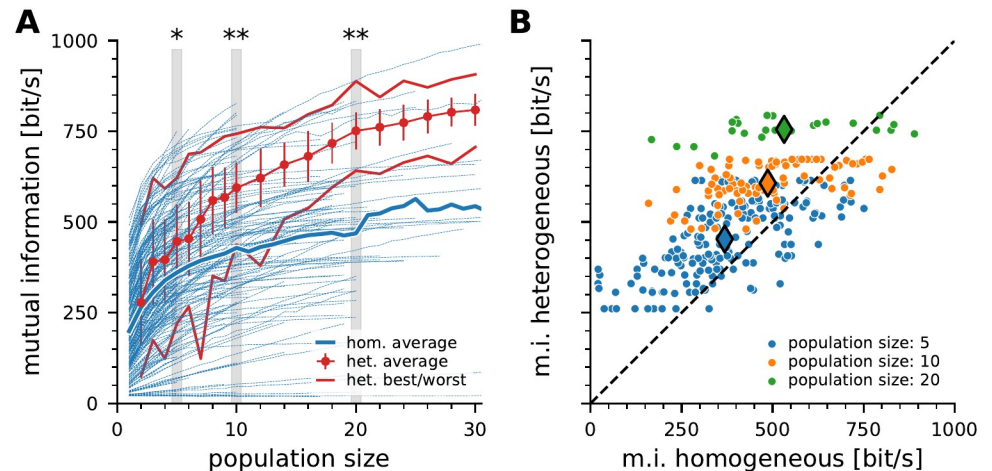 A
* ** **
mutual information [bit/s]
1000
750
500
250
0
0 10 20 30
population size
hom. average
het. average
het. best/worst
B
m.i. heterogeneous [bit/s]
population size: 5
population size: 10
population size: 20
0 250 500 750 1000
m.i. homogeneous [bit/s]